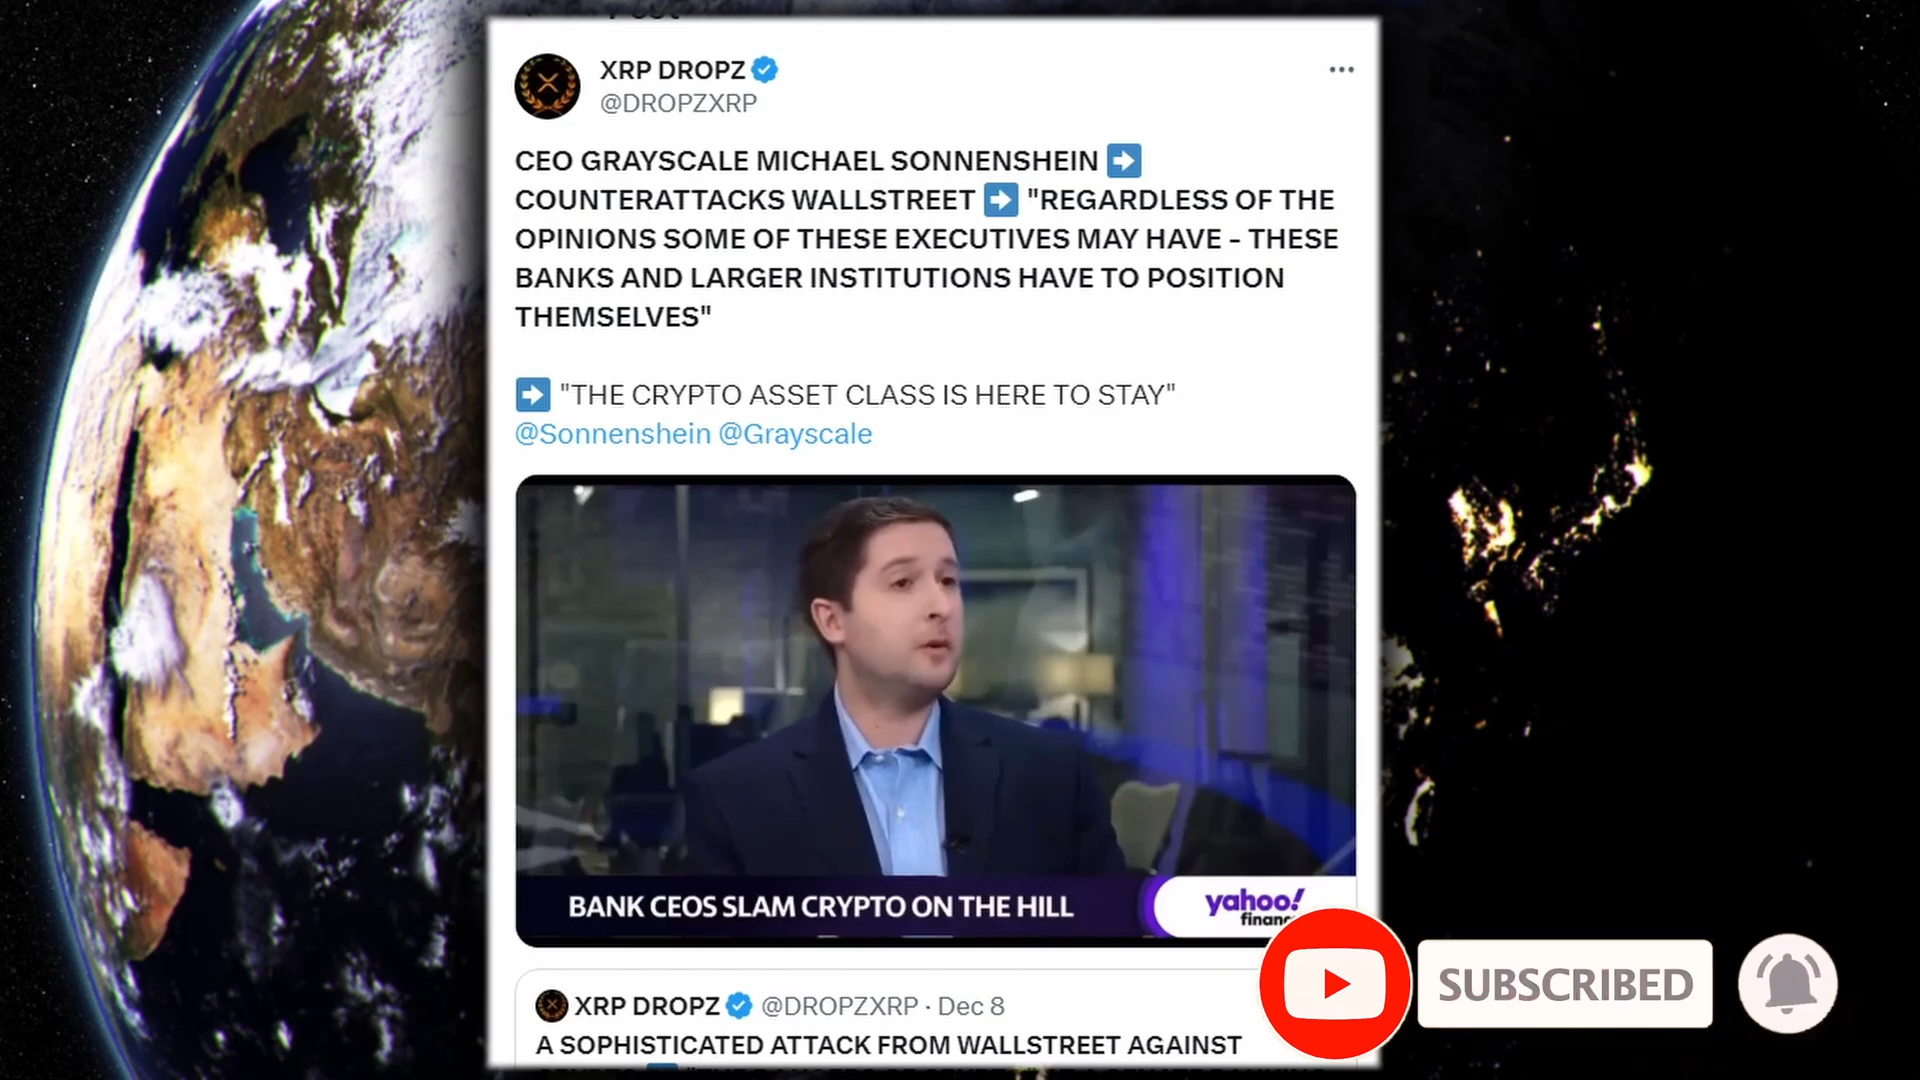 XRP DROPZ
@DROPZXRP
CEO GRAYSCALE MICHAEL SONNENSHEIN ➡
COUNTERATTACKS WALLSTREET ➡ "REGARDLESS OF THE
OPINIONS SOME OF THESE EXECUTIVES MAY HAVE - THESE
BANKS AND LARGER INSTITUTIONS HAVE TO POSITION
THEMSELVES"
➡ "THE CRYPTO ASSET CLASS IS HERE TO STAY"
@Sonnenshein @Grayscale
BANK CEOS SLAM CRYPTO ON THE HILL
yahoo!
finance
XRP DROPZ @DROPZXRP · Dec 8
A SOPHISTICATED ATTACK FROM WALLSTREET AGAINST
SUBSCRIBED